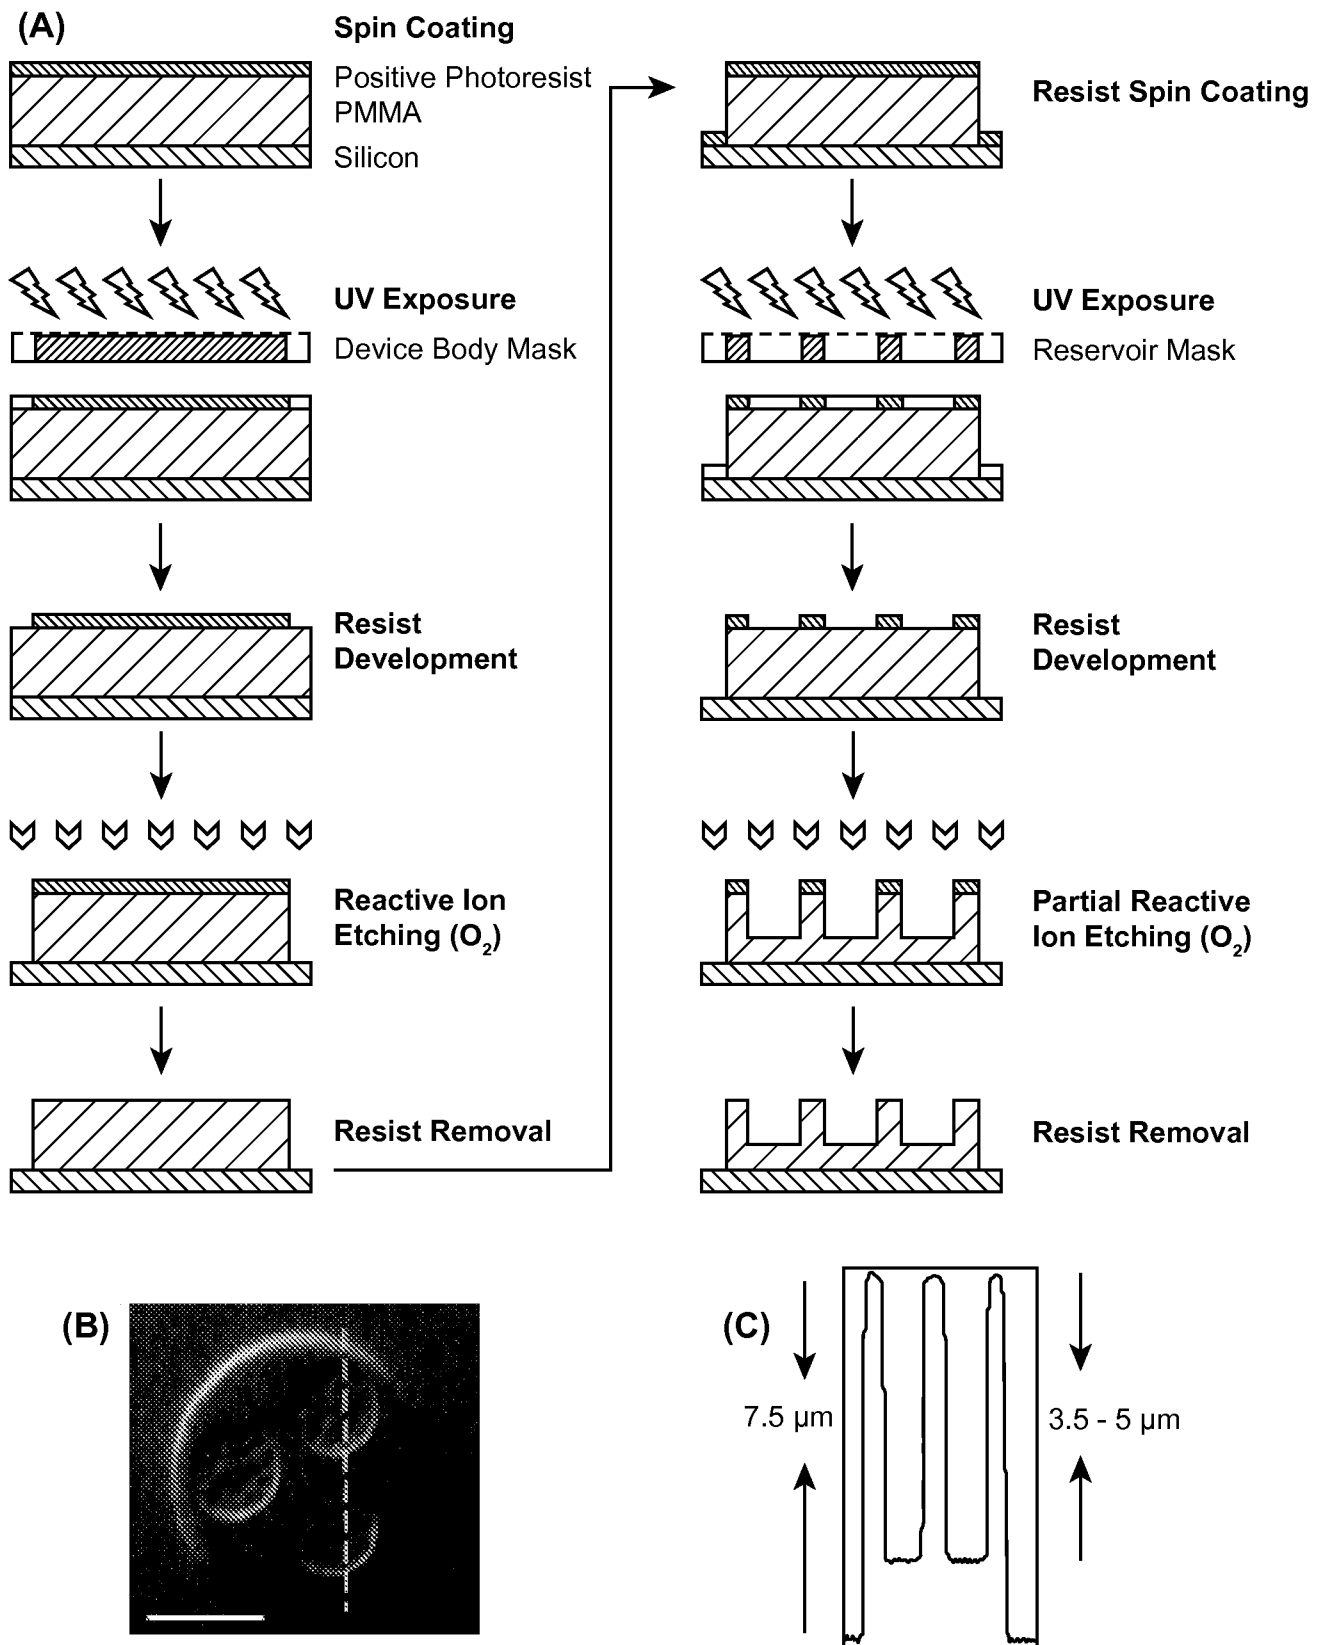 (A)
Spin Coating
Positive Photoresist
PMMA
Silicon
UV Exposure
Device Body Mask
Resist
Development
Reactive Ion
Etching (O₂)
Resist Removal
Resist Spin Coating
UV Exposure
Reservoir Mask
Resist
Development
Partial Reactive
Ion Etching (O₂)
Resist Removal
(B)
(C)
7.5 µm
3.5 - 5 µm